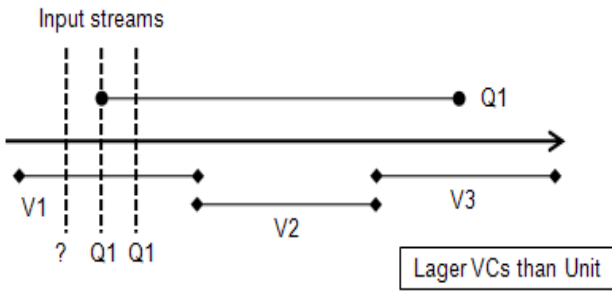 Input streams
Q1
V1
V2
V3
? Q1 Q1
Lager VCs than Unit